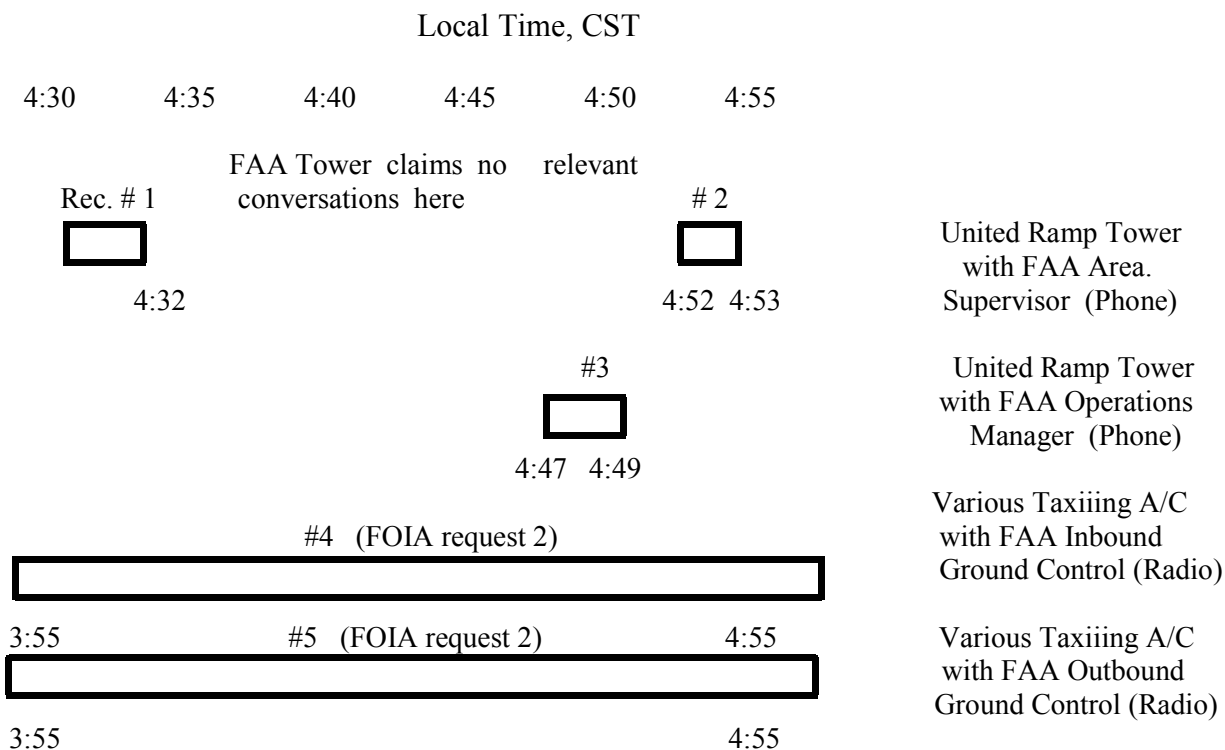 Local Time, CST
4:30 4:35 4:40 4:45 4:50 4:55
FAA Tower claims no relevant
Rec. # 1 conversations here # 2
United Ramp Tower
with FAA Area.
4:32 4:52 4:53 Supervisor (Phone)
#3 United Ramp Tower
with FAA Operations
Manager (Phone)
4:47 4:49
Various Taxiiing A/C
#4 (FOIA request 2) with FAA Inbound
Ground Control (Radio)
3:55 #5 (FOIA request 2) 4:55 Various Taxiiing A/C
with FAA Outbound
Ground Control (Radio)
3:55 4:55